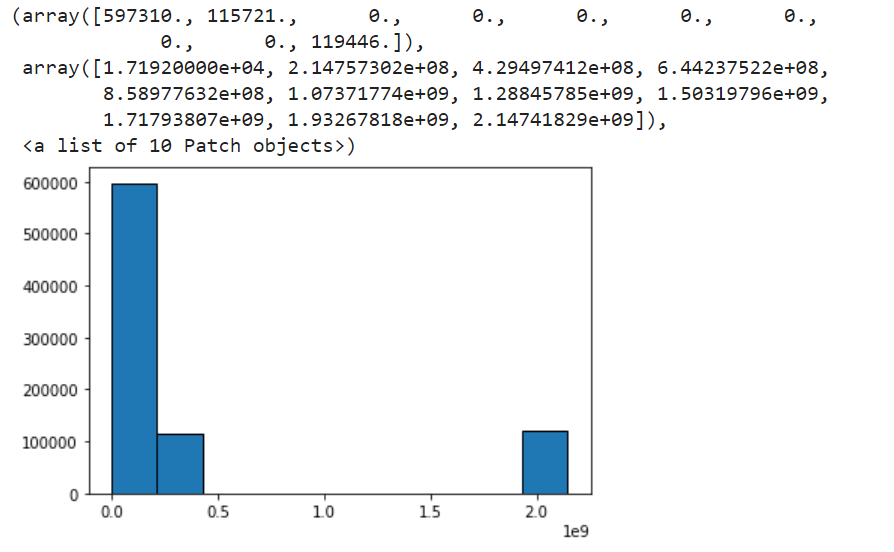 (array([597310., 115721., 0., 0., 0., 0., 0.,
0., 0., 119446.]),
array([1.71920000e+04, 2.14757302e+08, 4.29497412e+08, 6.44237522e+08,
8.58977632e+08, 1.07371774e+09, 1.28845785e+09, 1.50319796e+09,
1.71793807e+09, 1.93267818e+09, 2.14741829e+09]),
<a list of 10 Patch objects>)
600000
500000
400000
300000
200000
100000
0
0.0 0.5 1.0 1.5 2.0
1e9